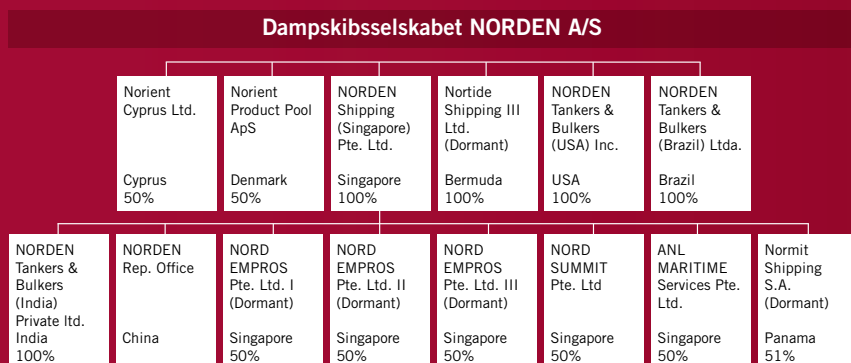 Dampskibsselskabet NORDEN A/S
Norient
Cyprus Ltd.
Cyprus
50%
Norient
Product Pool
ApS
Denmark
50%
NORDEN
Shipping
(Singapore)
Pte. Ltd.
Singapore
100%
Nortide
Shipping III
Ltd.
(Dormant)
Bermuda
100%
NORDEN
Tankers &
Bulkers
(USA) Inc.
USA
100%
NORDEN
Tankers &
Bulkers
(Brazil) Ltda.
Brazil
100%
NORDEN
Tankers &
Bulkers
(India)
Private ltd.
India
100%
NORDEN
Rep. Office
China
NORD
EMPROS
Pte. Ltd. I
(Dormant)
Singapore
50%
NORD
EMPROS
Pte. Ltd. II
(Dormant)
Singapore
50%
NORD
EMPROS
Pte. Ltd. III
(Dormant)
Singapore
50%
NORD
SUMMIT
Pte. Ltd
Singapore
50%
ANL
MARITIME
Services Pte.
Ltd.
Singapore
50%
Normit
Shipping
S.A.
(Dormant)
Panama
51%